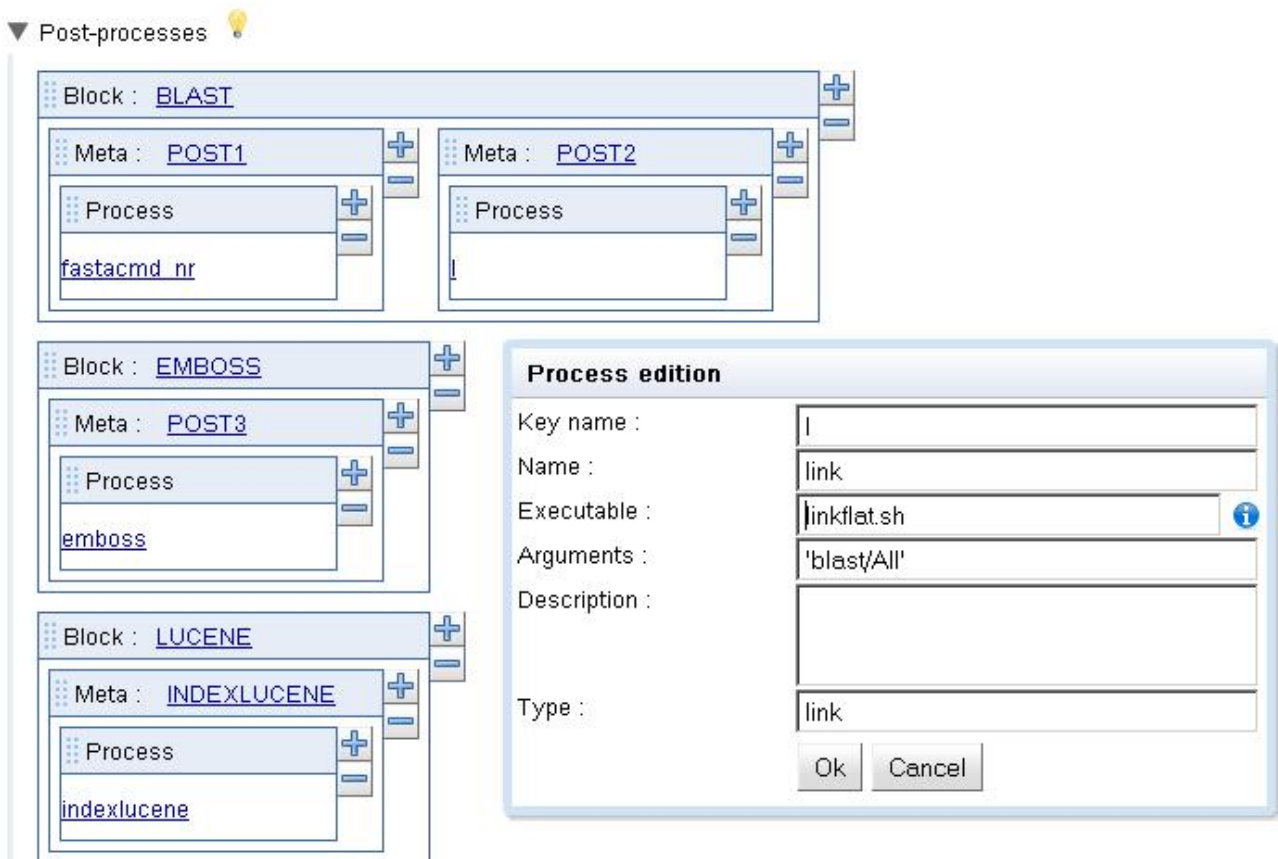 Post-processes
Block : BLAST
Meta : POST1
Meta : POST2
Process
Process
fastacmd_nr
l
Block : EMBOSS
Meta : POST3
Process
emboss
Block : LUCENE
Meta : INDEXLUCENE
Process
indexlucene
Process edition
Key name : l
Name : link
Executable : linkflat.sh
Arguments : 'blast/All'
Description :
Type : link
Ok Cancel